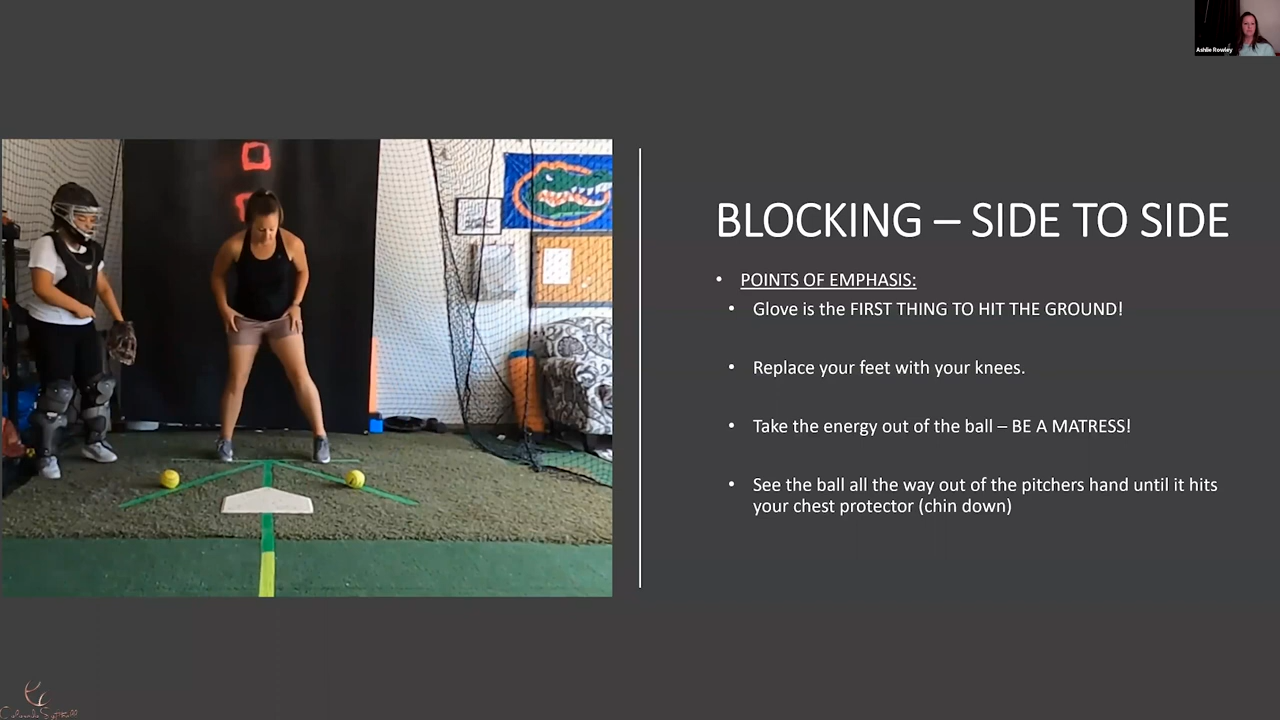 Ashlie Rowley
BLOCKING – SIDE TO SIDE
• POINTS OF EMPHASIS:
• Glove is the FIRST THING TO HIT THE GROUND!
• Replace your feet with your knees.
• Take the energy out of the ball – BE A MATRESS!
• See the ball all the way out of the pitchers hand until it hits
your chest protector (chin down)